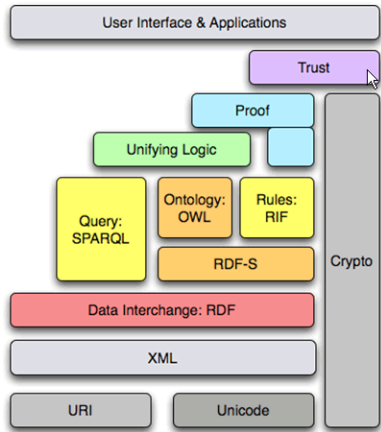 User Interface & Applications
Trust
Proof
Unifying Logic
Query:
SPARQL
Ontology:
OWL
Rules:
RIF
Crypto
RDF-S
Data Interchange: RDF
XML
URI
Unicode